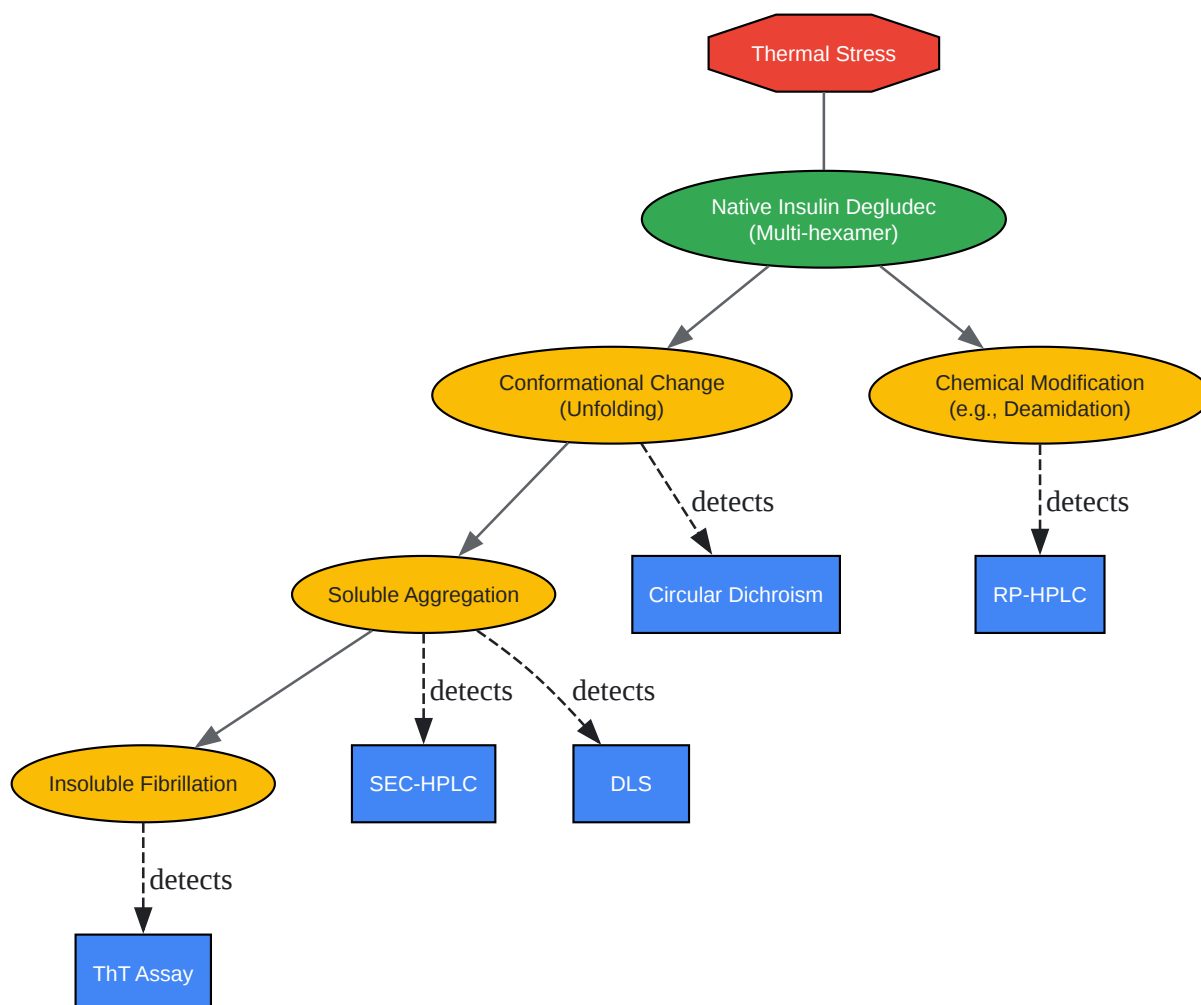 Thermal Stress
Native Insulin Degludec
(Multi-hexamer)
Conformational Change
(Unfolding)
Chemical Modification
(e.g., Deamidation)
detects
detects
Soluble Aggregation
Circular Dichroism
RP-HPLC
detects
detects
Insoluble Fibrillation
SEC-HPLC
DLS
detects
ThT Assay